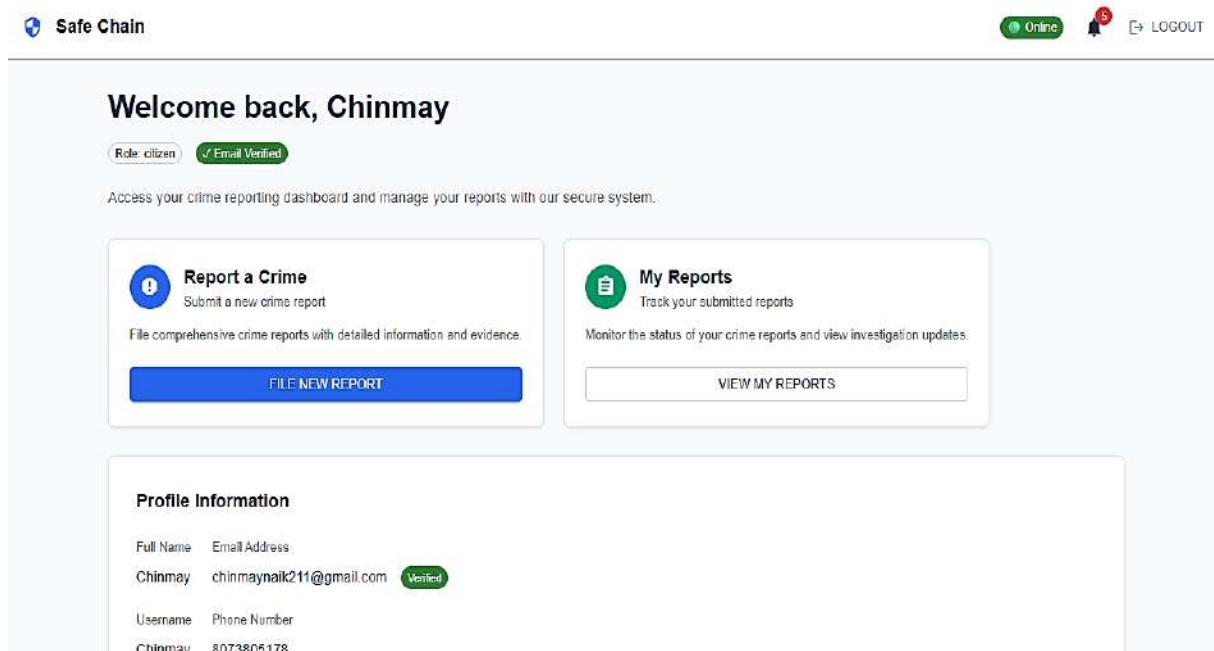 Safe Chain
Online
5
LOGOUT
Welcome back, Chinmay
Role: citizen
✓ Email Verified
Access your crime reporting dashboard and manage your reports with our secure system.
Report a Crime
Submit a new crime report
File comprehensive crime reports with detailed information and evidence.
FILE NEW REPORT
My Reports
Track your submitted reports
Monitor the status of your crime reports and view investigation updates.
VIEW MY REPORTS
Profile Information
Full Name Email Address
Chinmay chinmaynaik211@gmail.com Verified
Username Phone Number
Chinmay 8073805178